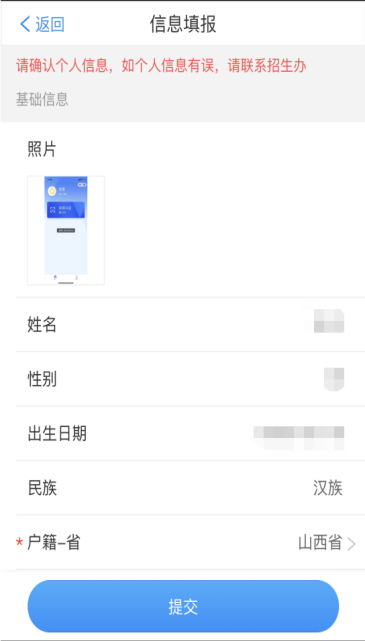 返回
信息填报
请确认个人信息，如个人信息有误，请联系招生办
基础信息
照片
姓名
性别
出生日期
民族 汉族
* 户籍-省 山西省
提交